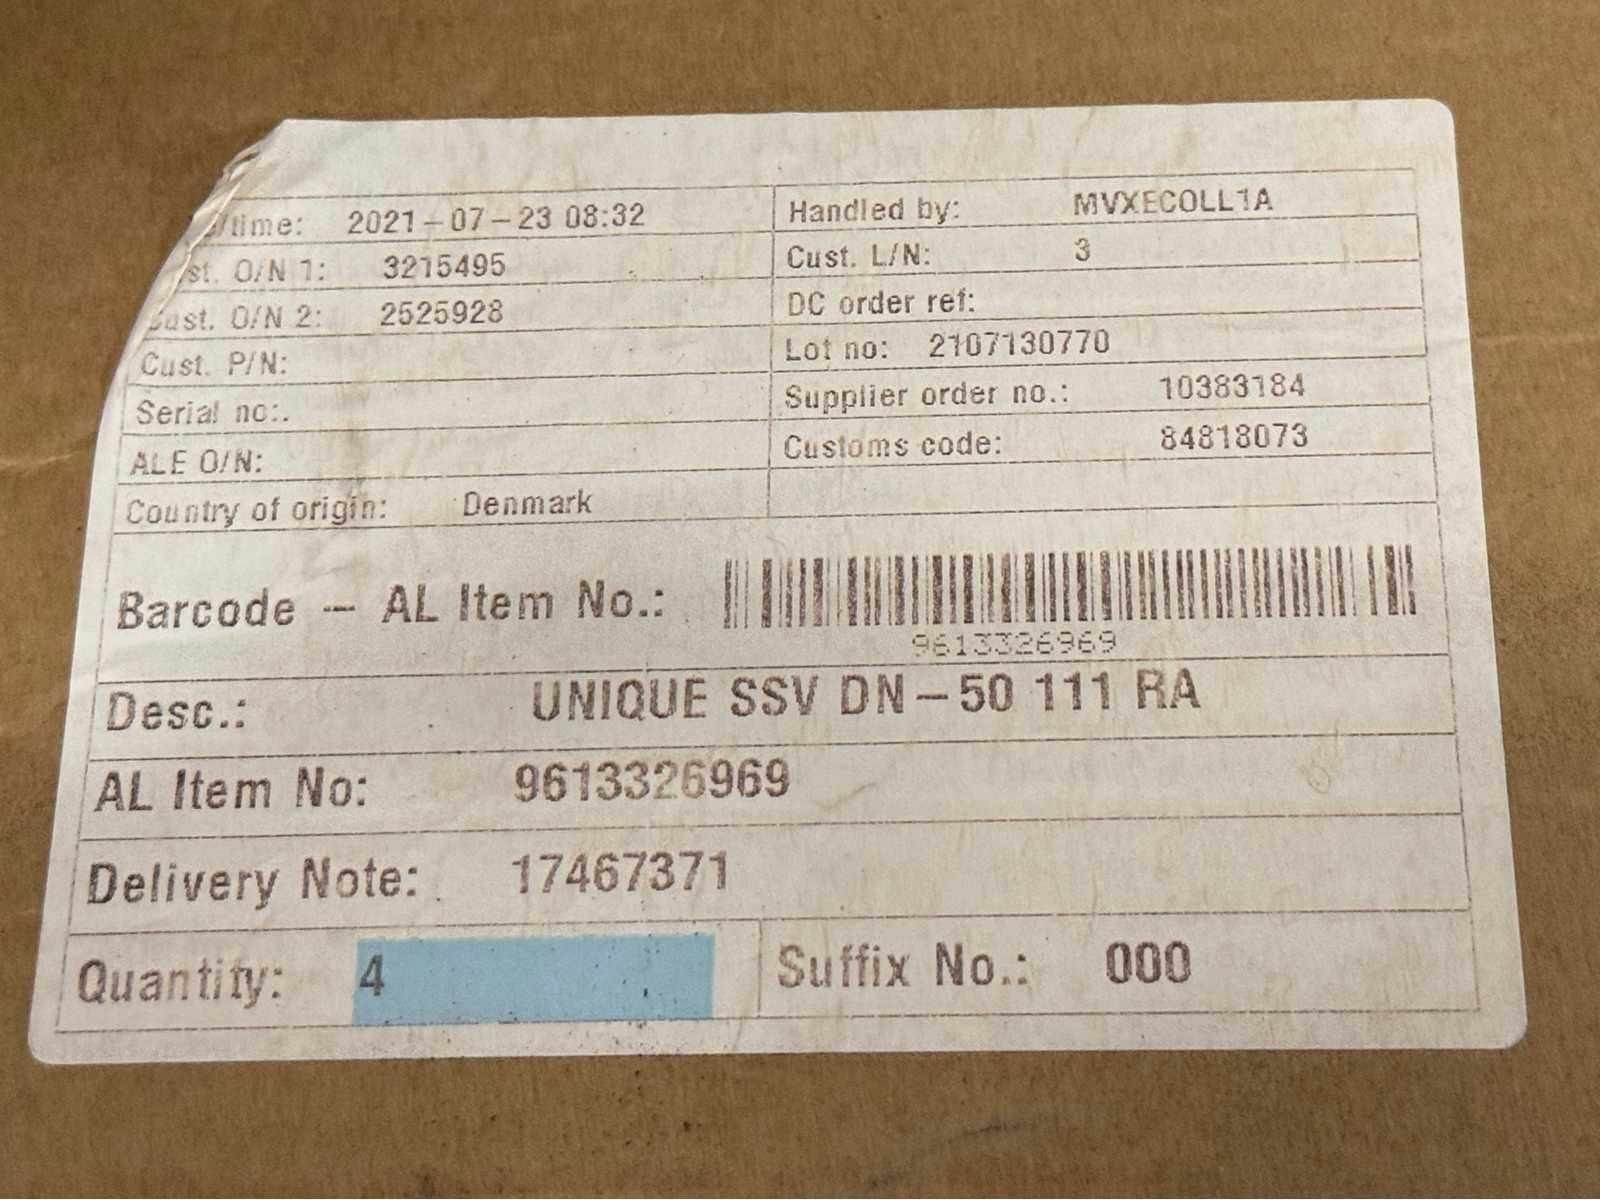 /time: 2021-07-23 08:32
Handled by: MVXECOLL1A
st. O/N 1: 3215495
Cust. L/N: 3
Cust. O/N 2: 2525928
DC order ref:
Cust. P/N:
Lot no: 2107130770
Serial no:.
Supplier order no.: 10383184
ALE O/N:
Customs code: 84818073
Country of origin: Denmark
Barcode - AL Item No.:
9613326969
Desc.: UNIQUE SSV DN-50 111 RA
AL Item No: 9613326969
Delivery Note: 17467371
Quantity: 4
Suffix No.: 000